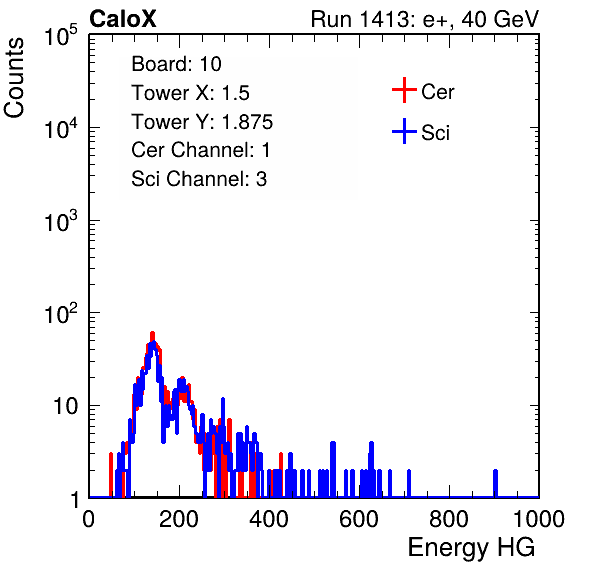 CaloX Run 1413: e+, 40 GeV
Counts
Board: 10
Tower X: 1.5
Tower Y: 1.875
Cer Channel: 1
Sci Channel: 3
Cer
Sci
10^5
10^4
10^3
10^2
10
1
0 200 400 600 800 1000
Energy HG